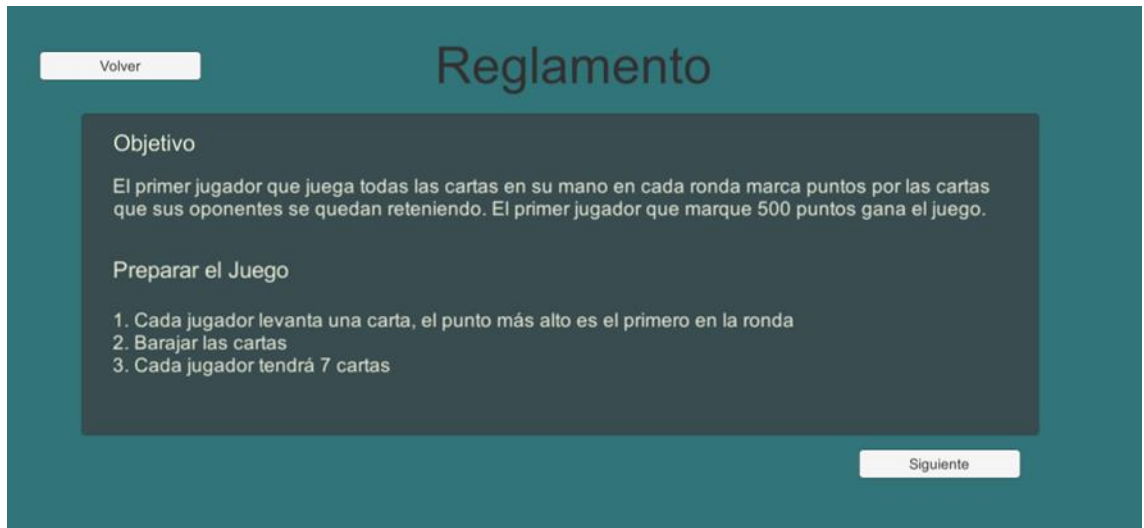 Volver
Reglamento
Objetivo
El primer jugador que juega todas las cartas en su mano en cada ronda marca puntos por las cartas
que sus oponentes se quedan reteniendo. El primer jugador que marque 500 puntos gana el juego.
Preparar el Juego
1. Cada jugador levanta una carta, el punto más alto es el primero en la ronda
2. Barajar las cartas
3. Cada jugador tendrá 7 cartas
Siguiente